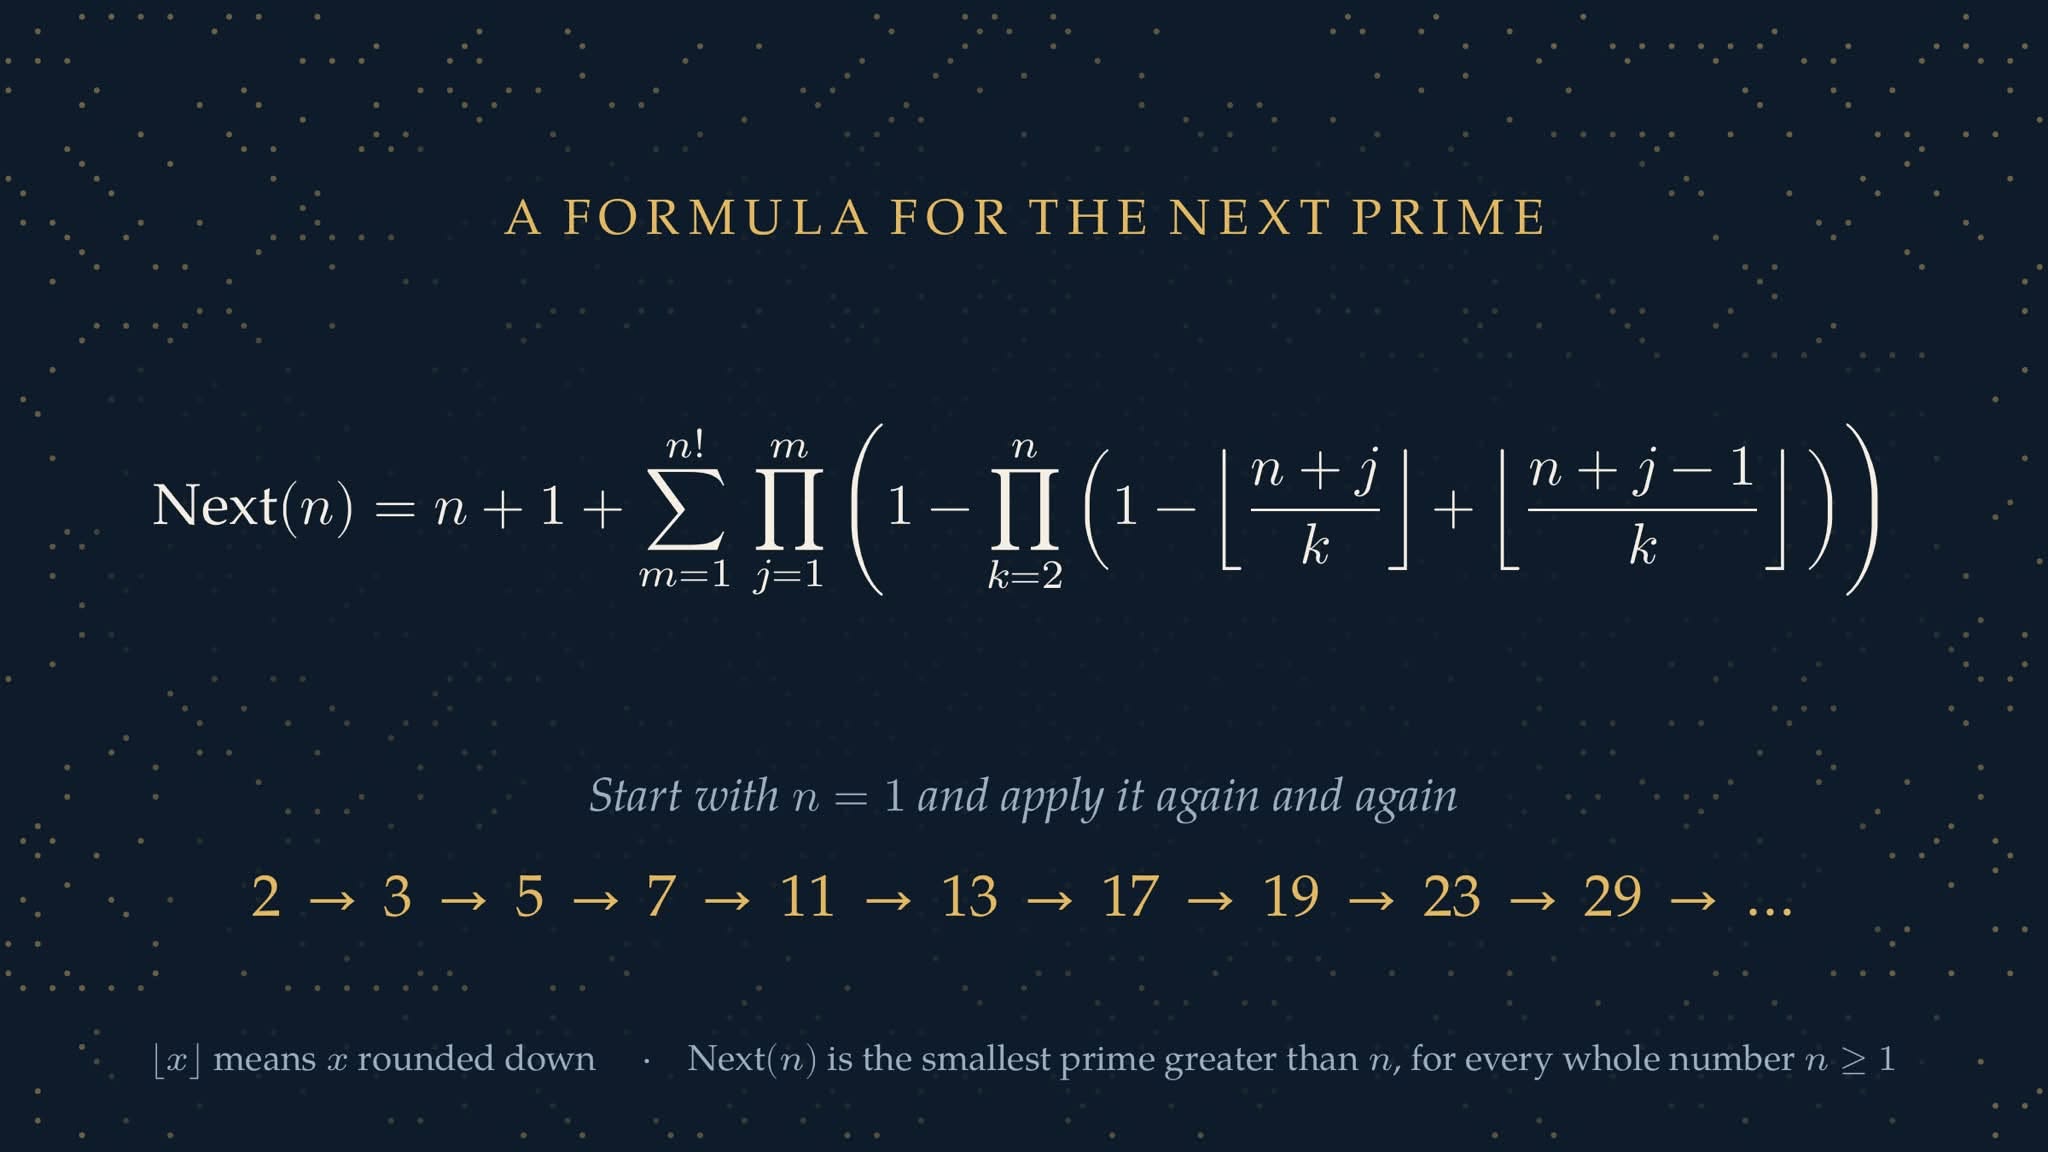 A FORMULA FOR THE NEXT PRIME
Next(n) = n + 1 + ∑_{m=1}^{n!} ∏_{j=1}^{m} ( 1 − ∏_{k=2}^{n} ( 1 − ⌊ (n + j)/k ⌋ + ⌊ (n + j − 1)/k ⌋ ) )
Start with n = 1 and apply it again and again
2 → 3 → 5 → 7 → 11 → 13 → 17 → 19 → 23 → 29 → ...
⌊x⌋ means x rounded down · Next(n) is the smallest prime greater than n, for every whole number n ≥ 1